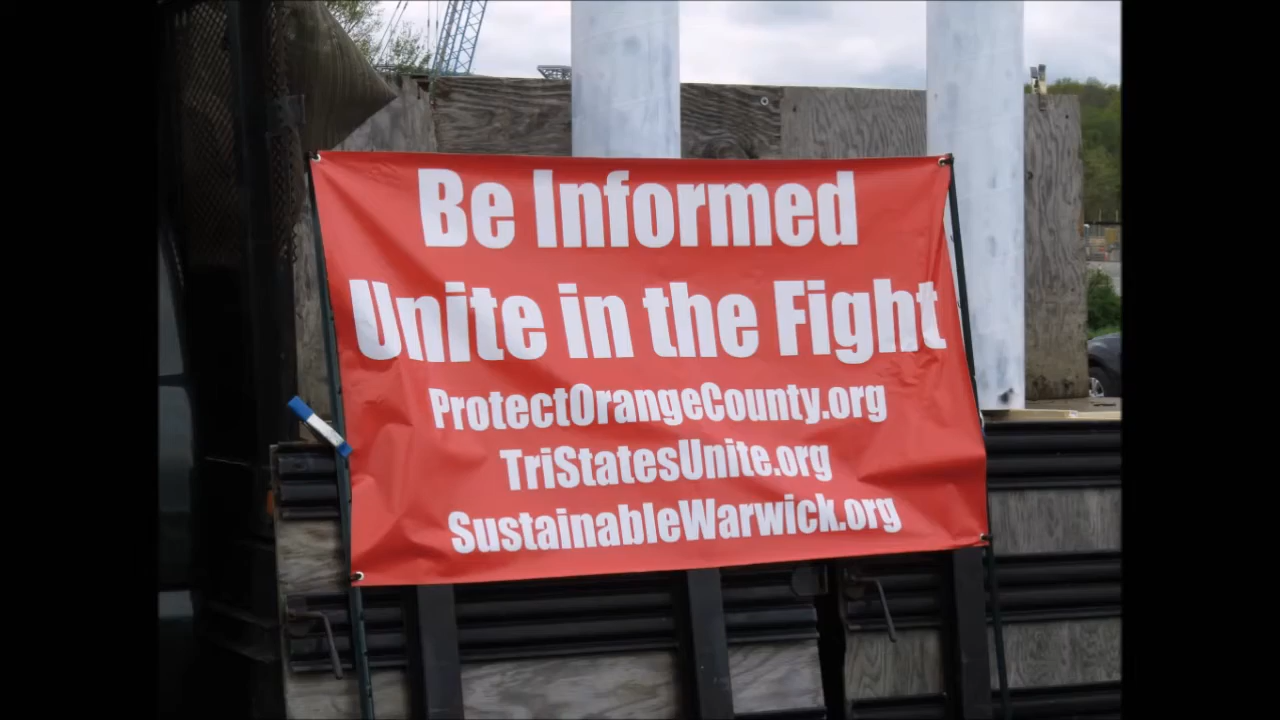 Be Informed
Unite in the Fight
ProtectOrangeCounty.org
TriStatesUnite.org
SustainableWarwick.org